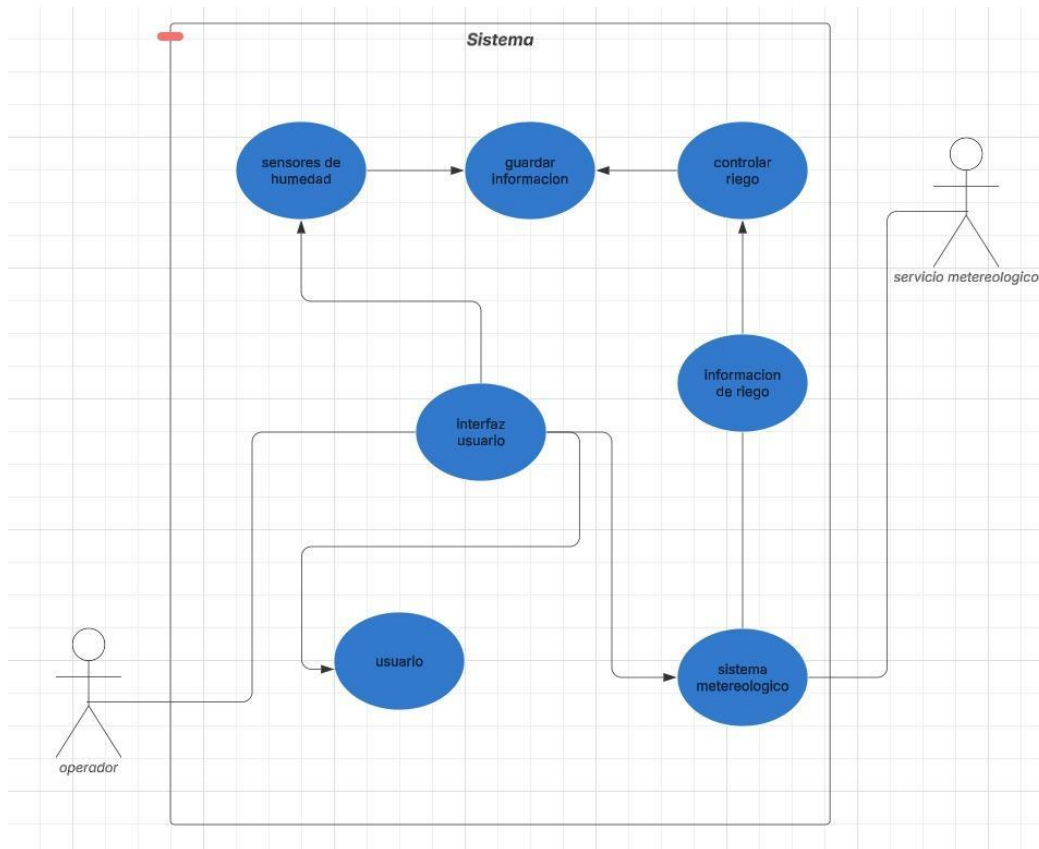 Sistema
sensores de
humedad
guardar
informacion
controlar
riego
servicio metereologico
informacion
de riego
interfaz
usuario
usuario
sistema
metereologico
operador